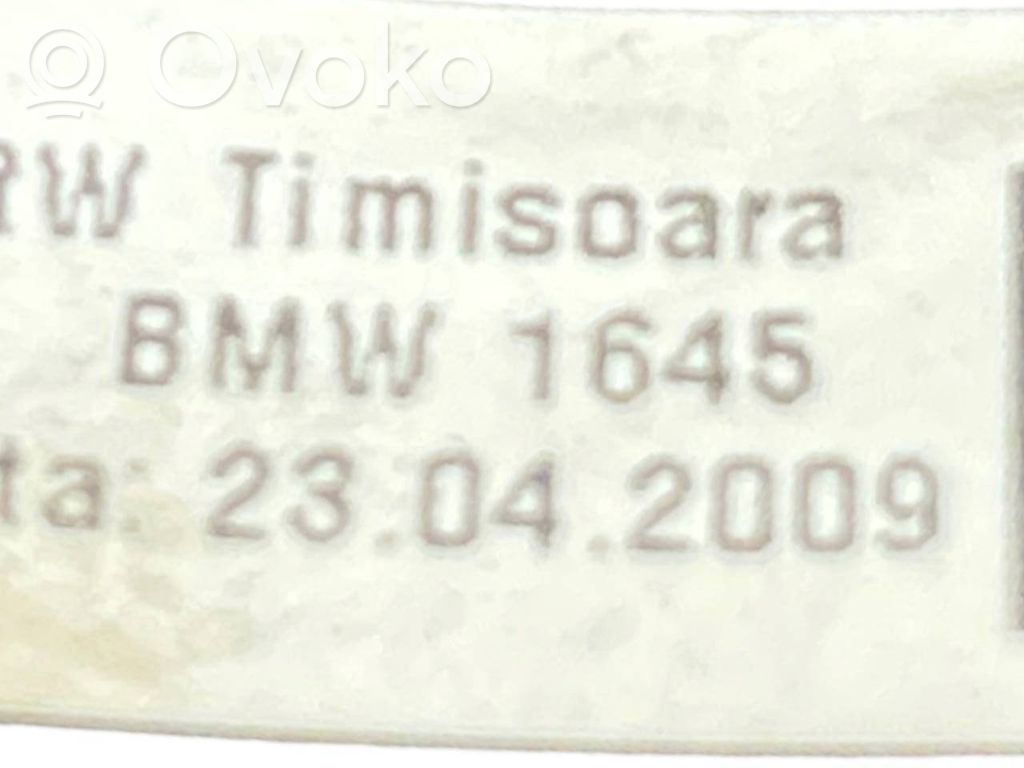 Ovoko
RW Timisoara
BMW 1645
ta: 23.04.2009